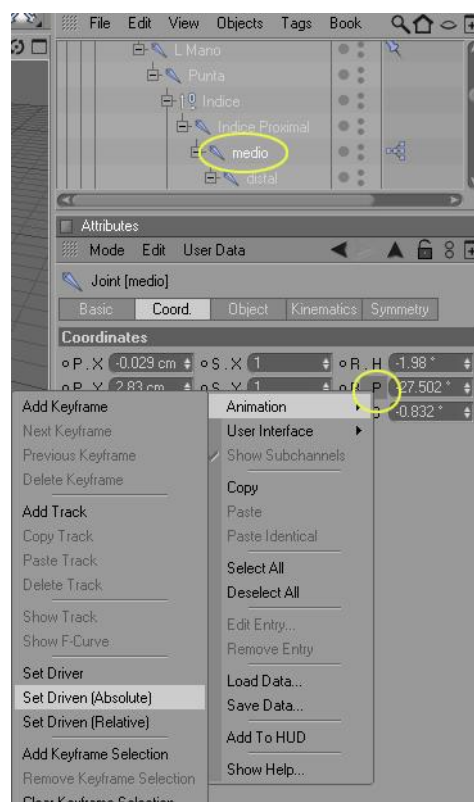 File Edit View Objects Tags Book
L Mano
Punta
Indice
Indice Proximal
medio
distal
Attributes
Mode Edit User Data
Joint [medio]
Basic Coord. Object Kinematics Symmetry
Coordinates
P . X -0.029 cm S . X 1 R . H -1.98 °
P . Y 2.83 cm S . Y 1 R . P -27.502 °
-0.832 °
Add Keyframe
Next Keyframe
Previous Keyframe
Delete Keyframe
Add Track
Copy Track
Paste Track
Delete Track
Show Track
Show F-Curve
Set Driver
Set Driven (Absolute)
Set Driven (Relative)
Add Keyframe Selection
Remove Keyframe Selection
Clear Keyframe Selection
Animation
User Interface
Show Subchannels
Copy
Paste
Paste Identical
Select All
Deselect All
Edit Entry...
Remove Entry
Load Data...
Save Data...
Add To HUD
Show Help...